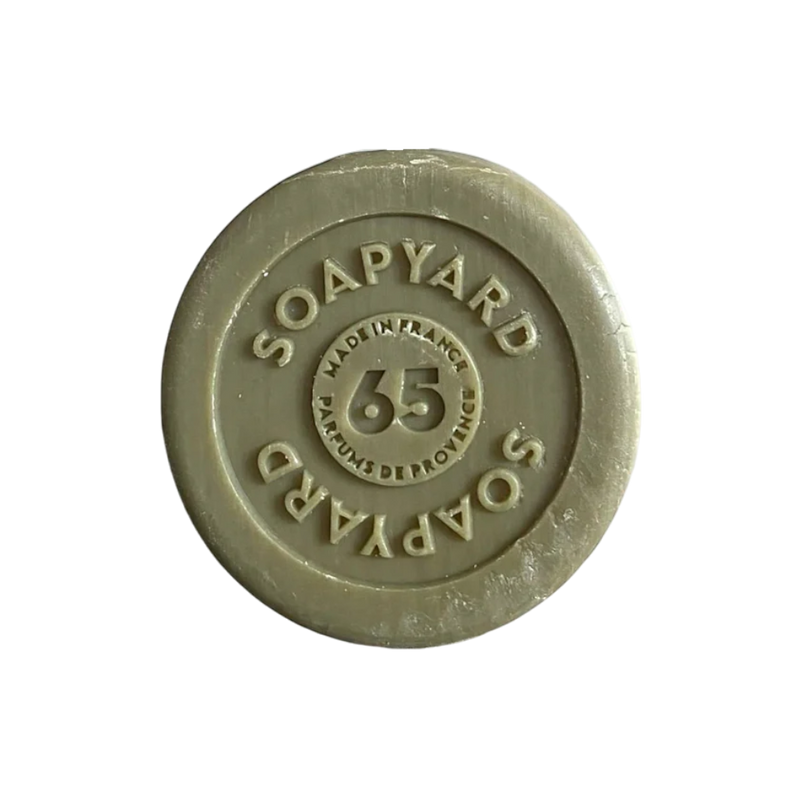 SOAPYARD
MADE IN FRANCE
65
PARFUMS DE PROVENCE
SOAPYARD